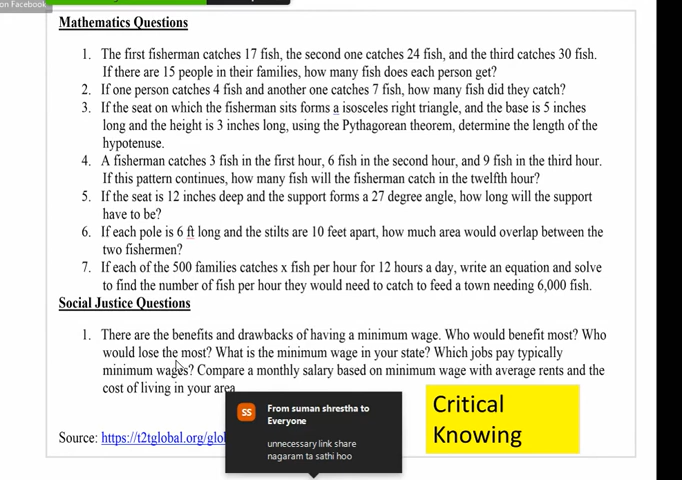 on Facebook
Mathematics Questions
1. The first fisherman catches 17 fish, the second one catches 24 fish, and the third catches 30 fish.
If there are 15 people in their families, how many fish does each person get?
2. If one person catches 4 fish and another one catches 7 fish, how many fish did they catch?
3. If the seat on which the fisherman sits forms a isosceles right triangle, and the base is 5 inches
long and the height is 3 inches long, using the Pythagorean theorem, determine the length of the
hypotenuse.
4. A fisherman catches 3 fish in the first hour, 6 fish in the second hour, and 9 fish in the third hour.
If this pattern continues, how many fish will the fisherman catch in the twelfth hour?
5. If the seat is 12 inches deep and the support forms a 27 degree angle, how long will the support
have to be?
6. If each pole is 6 ft long and the stilts are 10 feet apart, how much area would overlap between the
two fishermen?
7. If each of the 500 families catches x fish per hour for 12 hours a day, write an equation and solve
to find the number of fish per hour they would need to catch to feed a town needing 6,000 fish.
Social Justice Questions
1. There are the benefits and drawbacks of having a minimum wage. Who would benefit most? Who
would lose the most? What is the minimum wage in your state? Which jobs pay typically
minimum wages? Compare a monthly salary based on minimum wage with average rents and the
cost of living in your area
Source: https://t2tglobal.org/glo
SS From suman shrestha to
Everyone
unnecessary link share
nagaram ta sathi hoo
Critical
Knowing